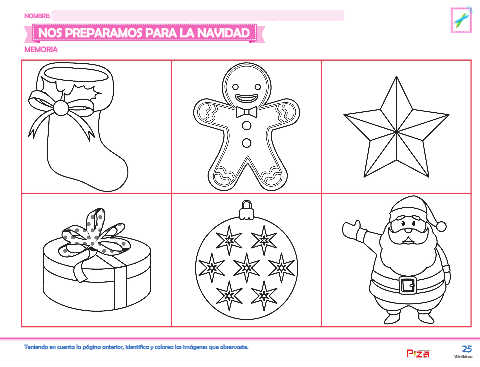 NOMBRE:
NOS PREPARAMOS PARA LA NAVIDAD
MEMORIA
Teniendo en cuenta la página anterior, identifica y colorea las imágenes que observaste.
25